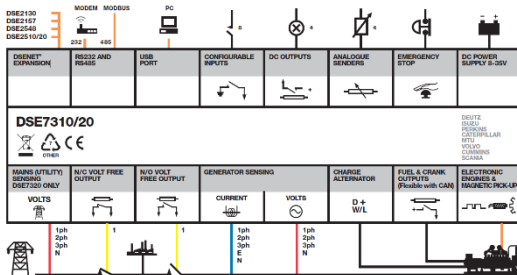 DSE2130
DSE2157
DSE2548
DSE2510/20
MODEM
MODBUS
PC
232
485
8
4
4
+
DSENET®
EXPANSION
RS232 AND
RS485
USB
PORT
CONFIGURABLE
INPUTS
DC OUTPUTS
ANALOGUE
SENDERS
EMERGENCY
STOP
DC POWER
SUPPLY 8-35V
+
DSE7310/20
OTHER
CE
DEUTZ
ISUZU
PERKINS
CATERPILLAR
MTU
VOLVO
CUMMINS
SCANIA
MAINS (UTILITY)
SENSING
DSE7320 ONLY
N/C VOLT FREE
OUTPUT
N/O VOLT
FREE OUTPUT
GENERATOR SENSING
CHARGE
ALTERNATOR
FUEL & CRANK
OUTPUTS
(Flexible with CAN)
ELECTRONIC
ENGINES &
MAGNETIC PICK-UP
VOLTS
CURRENT
VOLTS
D +
W/L
1ph
2ph
3ph
N
1
1
1ph
2ph
3ph
E
N
1ph
2ph
3ph
N